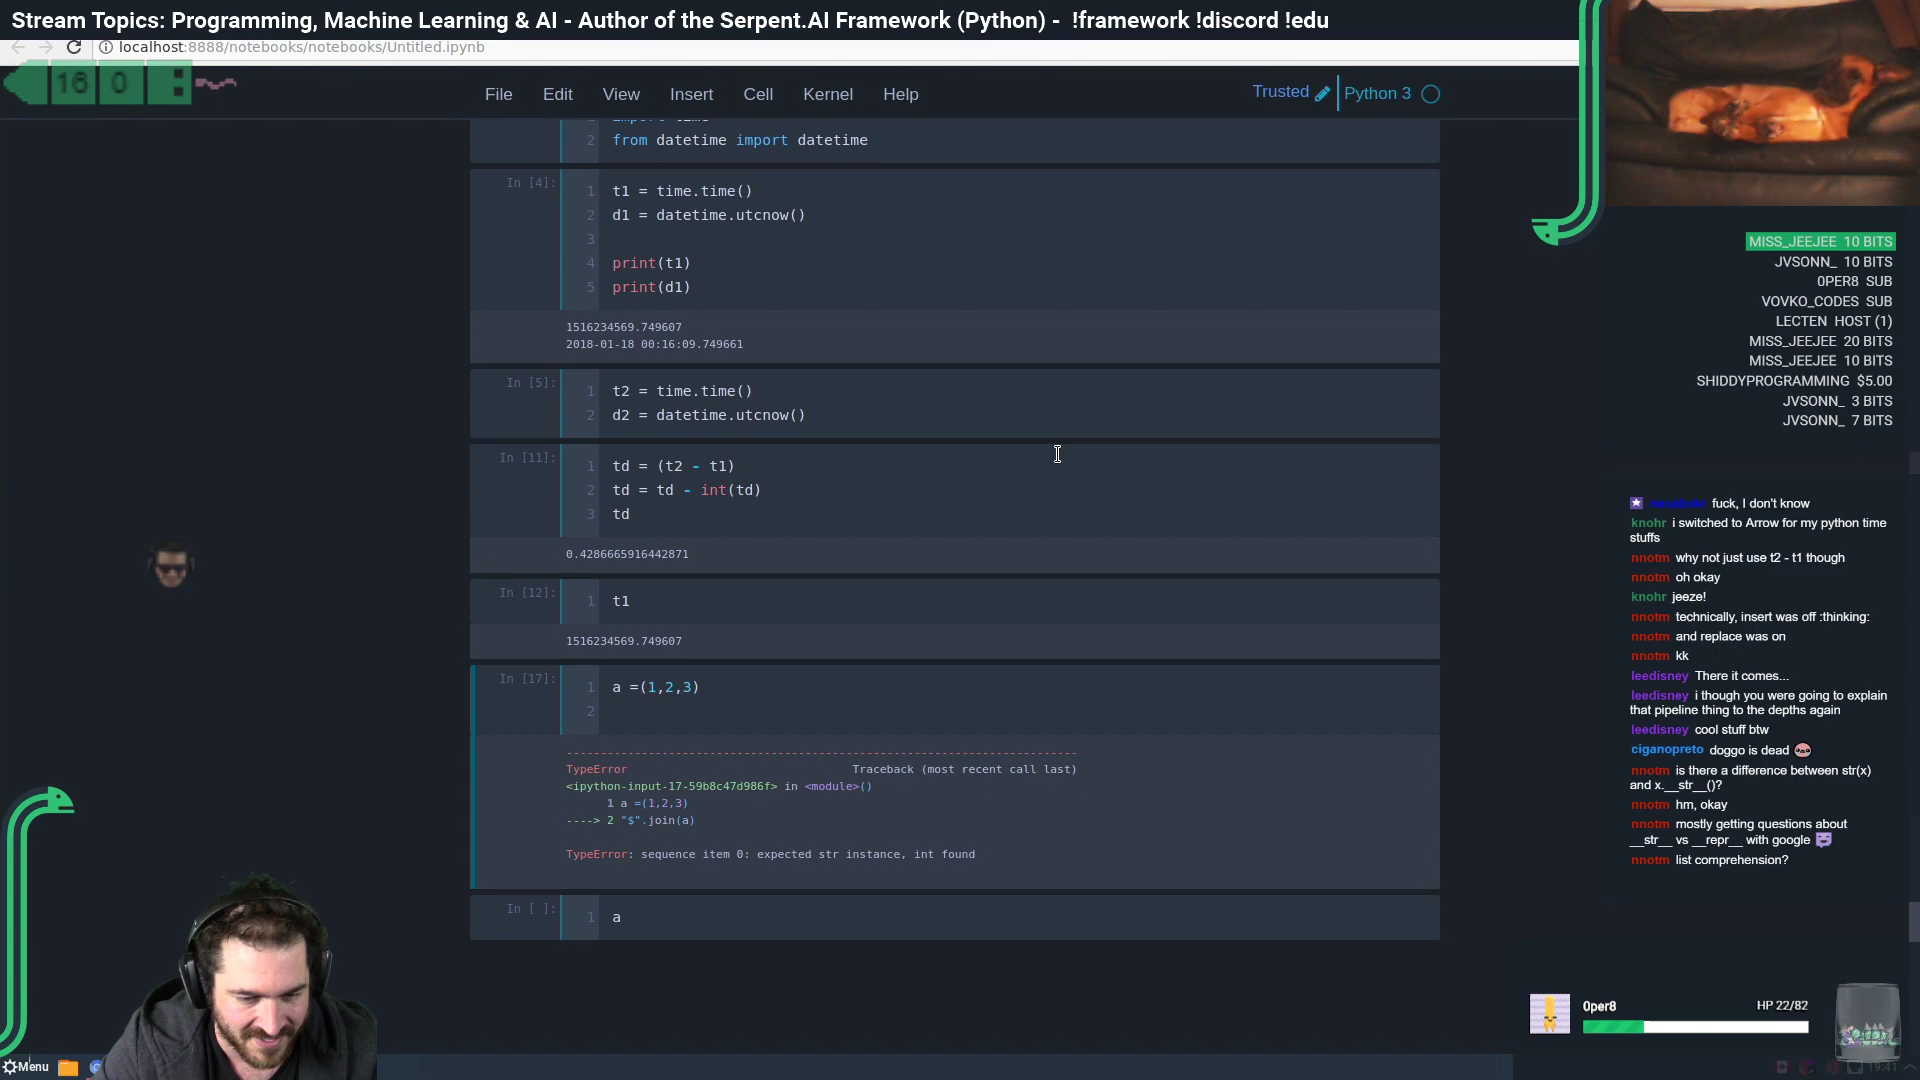 Stream Topics: Programming, Machine Learning & AI - Author of the Serpent.AI Framework (Python) -  !framework !discord !edu
localhost:8888/notebooks/notebooks/Untitled.ipynb
16 0 :
File Edit View Insert Cell Kernel Help
Trusted Python 3
1 import time
2 from datetime import datetime
In [4]:
1 t1 = time.time()
2 d1 = datetime.utcnow()
3
4 print(t1)
5 print(d1)
1516234569.749607
2018-01-18 00:16:09.749661
In [5]:
1 t2 = time.time()
2 d2 = datetime.utcnow()
In [11]:
1 td = (t2 - t1)
2 td = td - int(td)
3 td
0.4286665916442871
In [12]:
1 t1
1516234569.749607
In [17]:
1 a =(1,2,3)
2
---------------------------------------------------------------------------
TypeError Traceback (most recent call last)
<ipython-input-17-59b8c47d986f> in <module>()
1 a =(1,2,3)
----> 2 "$".join(a)
TypeError: sequence item 0: expected str instance, int found
In [ ]:
1 a
MISS_JEEJEE 10 BITS
JVSONN_ 10 BITS
0PER8 SUB
VOVKO_CODES SUB
LECTEN HOST (1)
MISS_JEEJEE 20 BITS
MISS_JEEJEE 10 BITS
SHIDDYPROGRAMMING $5.00
JVSONN_ 3 BITS
JVSONN_ 7 BITS
fuck, I don't know
knohr i switched to Arrow for my python time
stuffs
nnotm why not just use t2 - t1 though
nnotm oh okay
knohr jeeze!
nnotm technically, insert was off :thinking:
nnotm and replace was on
nnotm kk
leedisney There it comes...
leedisney i though you were going to explain
that pipeline thing to the depths again
leedisney cool stuff btw
ciganopreto doggo is dead
nnotm is there a difference between str(x)
and x.__str__()?
nnotm hm, okay
nnotm mostly getting questions about
__str__ vs __repr__ with google
nnotm list comprehension?
0per8 HP 22/82
Menu
19:41